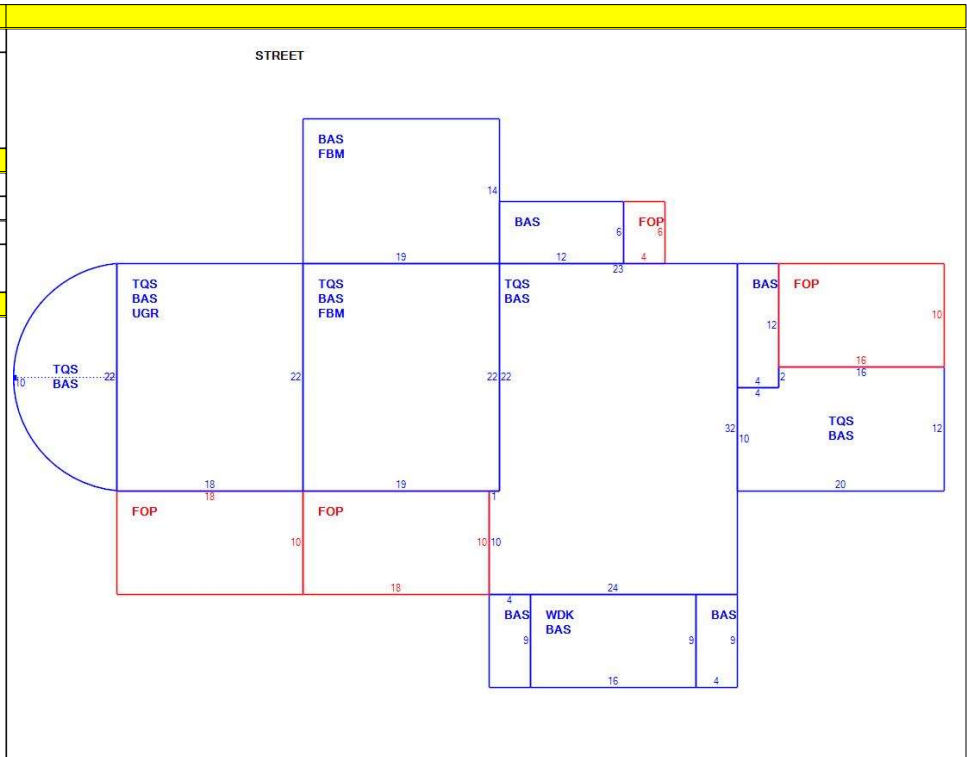 STREET
BAS
FBM
14
19
BAS
6
12
FOP
6
4
23
TQS
BAS
10
22
TQS
BAS
UGR
22
18
TQS
BAS
FBM
22
19
TQS
BAS
22
32
1
10
24
BAS
12
4
FOP
10
16
TQS
BAS
16
2
4
10
12
20
FOP
18
10
FOP
10
18
BAS
4
9
WDK
BAS
9
16
BAS
9
4